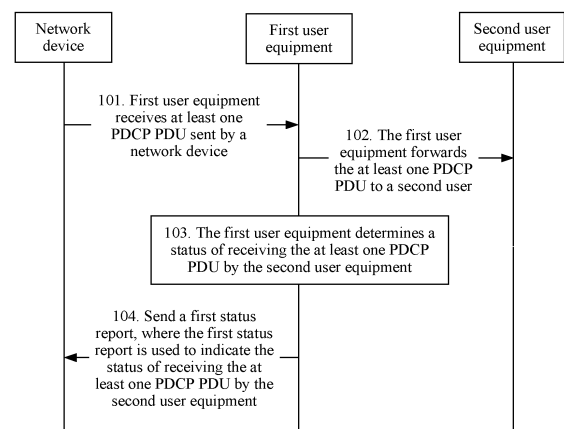 Network
device
First user
equipment
Second user
equipment
101. First user equipment
receives at least one
PDCP PDU sent by a
network device
102. The first user
equipment forwards
the at least one PDCP
PDU to a second user
103. The first user equipment determines a
status of receiving the at least one PDCP
PDU by the second user equipment
104. Send a first status
report, where the first status
report is used to indicate the
status of receiving the at
least one PDCP PDU by the
second user equipment